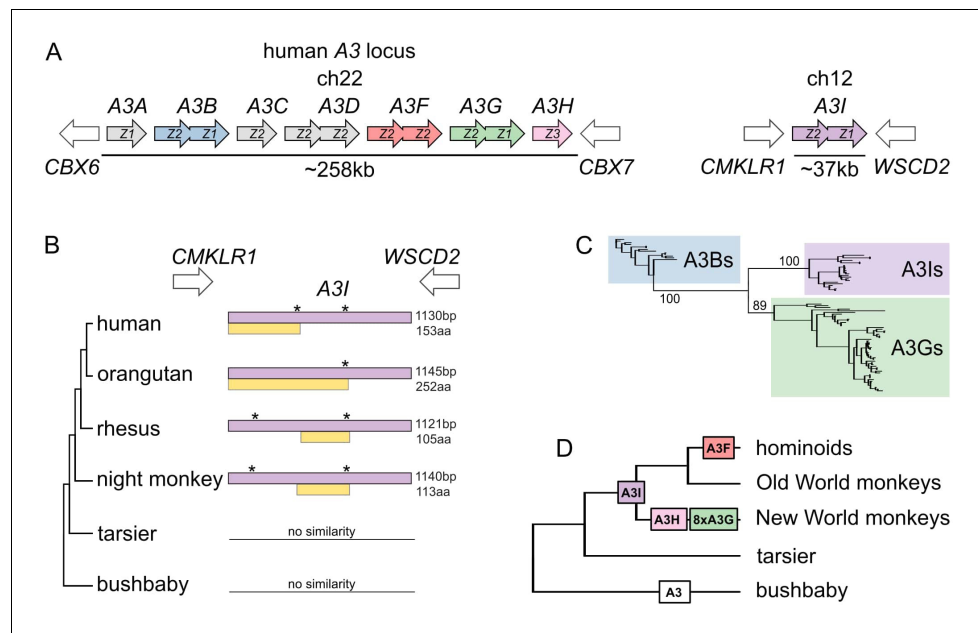 A
human A3 locus
ch22
A3A A3B A3C A3D A3F A3G A3H
Z1 Z2 Z1 Z2 Z2 Z2 Z2 Z2 Z2 Z1 Z3
CBX6 ~258kb CBX7
ch12
A3I
Z2 Z1
CMKLR1 ~37kb WSCD2
B
CMKLR1 WSCD2
A3I
human * * 1130bp
153aa
orangutan * 1145bp
252aa
rhesus * * 1121bp
105aa
night monkey * * 1140bp
113aa
tarsier no similarity
bushbaby no similarity
C
A3Bs
100
100 A3Is
89
A3Gs
D
A3F hominoids
A3I Old World monkeys
A3H 8xA3G New World monkeys
tarsier
A3 bushbaby